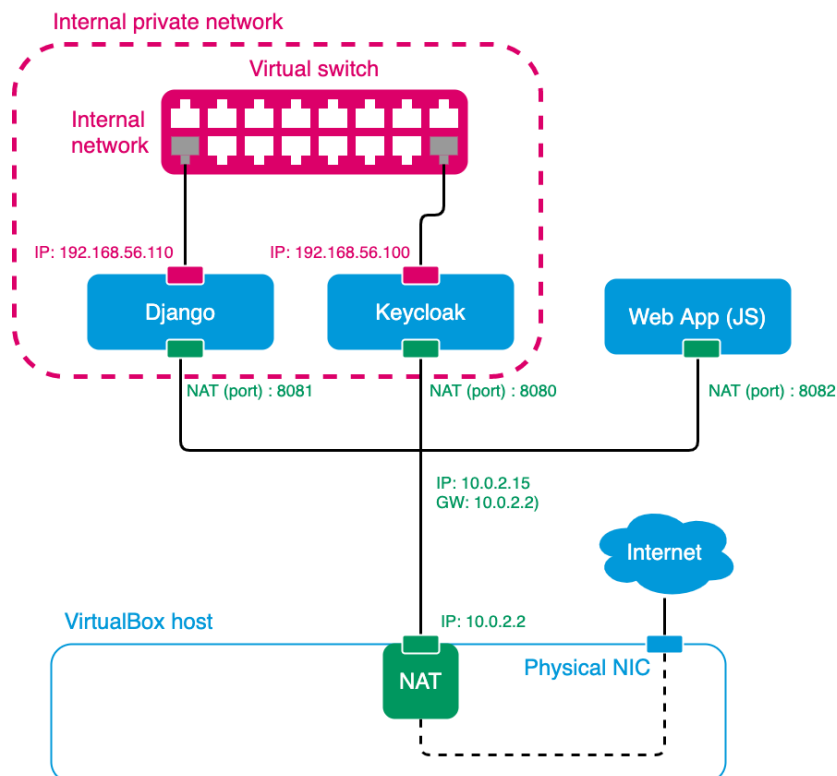 Internal private network
Virtual switch
Internal
network
IP: 192.168.56.110
IP: 192.168.56.100
Django
Keycloak
Web App (JS)
NAT (port) : 8081
NAT (port) : 8080
NAT (port) : 8082
IP: 10.0.2.15
GW: 10.0.2.2)
Internet
VirtualBox host
IP: 10.0.2.2
NAT
Physical NIC